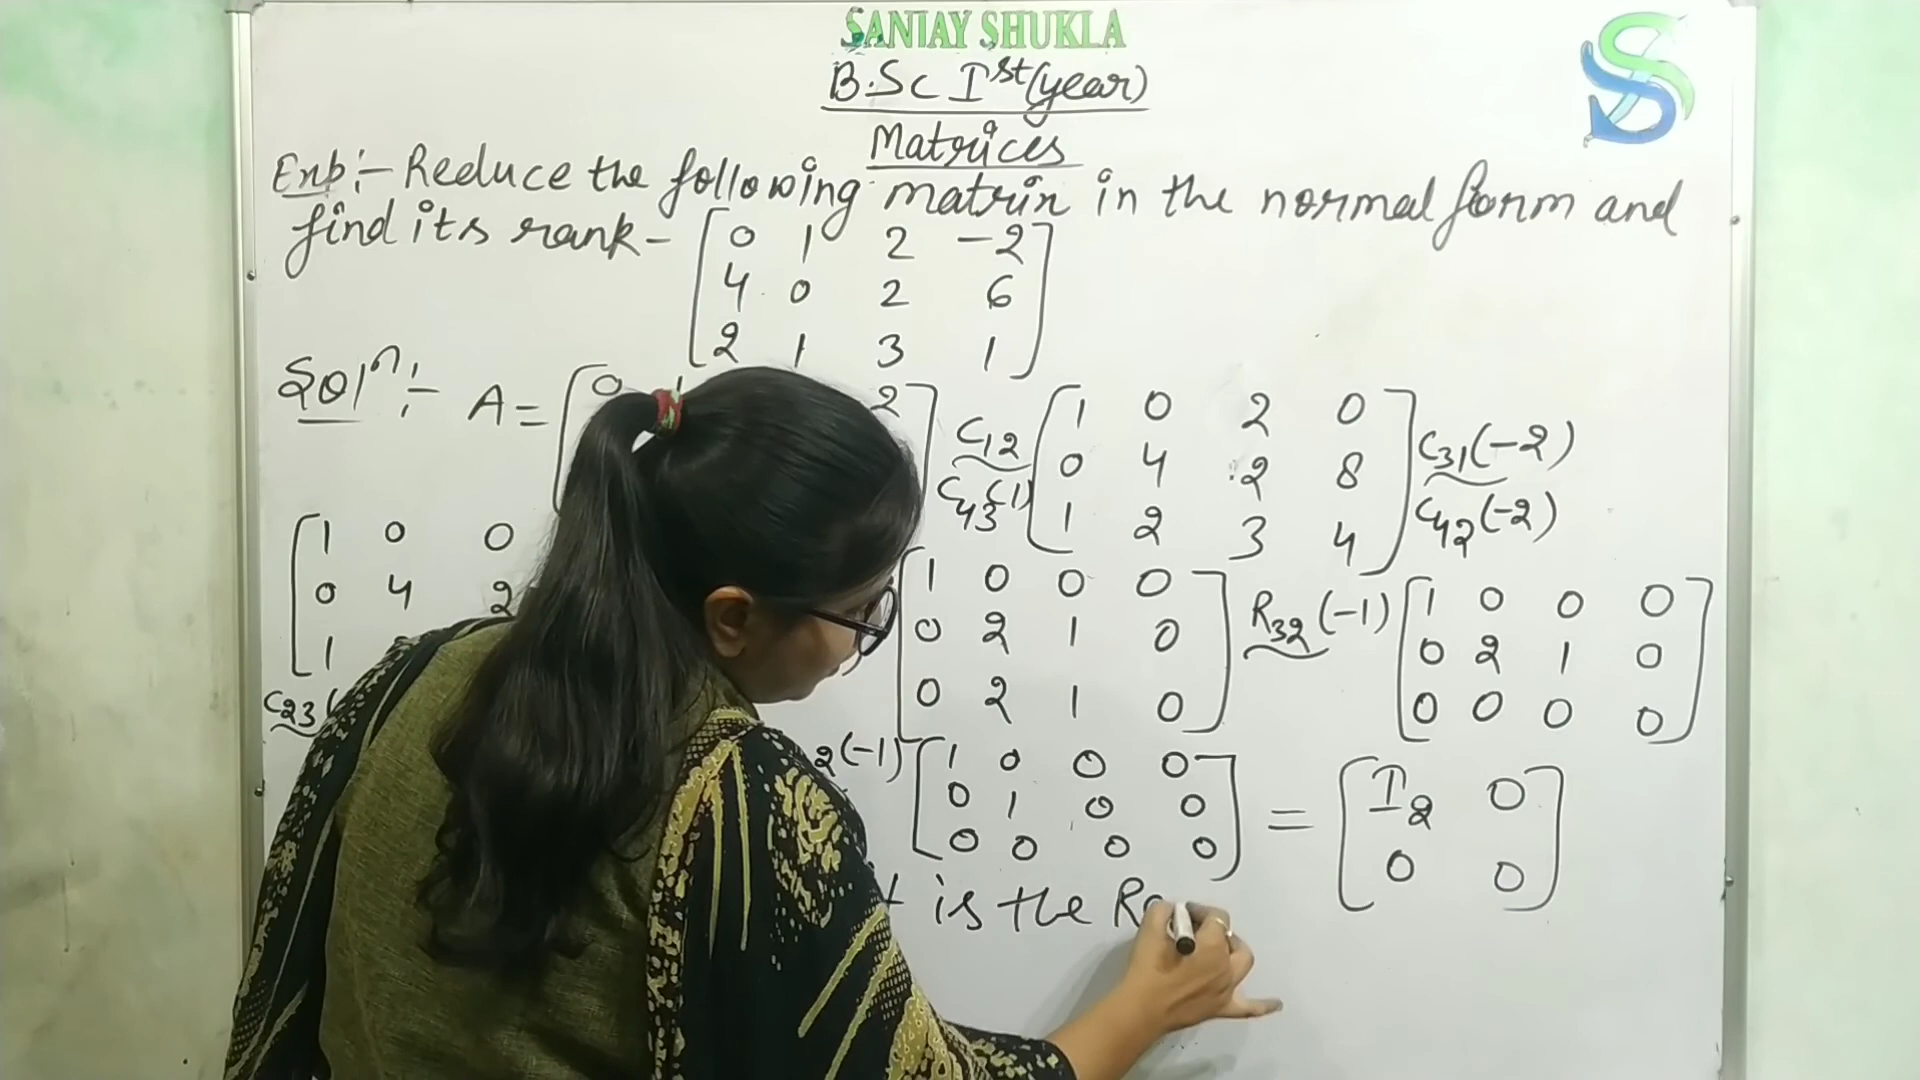 SANJAY SHUKLA
B.Sc Ist (year)
Matrices
Exp:- Reduce the following matrix in the normal form and
find its rank- [0 1 2 -2
4 0 2 6
2 1 3 1]
Soln:- A = [0 1 2] C12 C43(1) [1 0 2 0
0 4 2 8
1 2 3 4] C31(-2) C42(-2)
[1 0 0
0 4 2
1
[1 0 0 0
0 2 1 0
0 2 1 0] R32(-1) [1 0 0 0
0 2 1 0
0 0 0 0]
C23(
2(-1) [1 0 0 0
0 1 0 0
0 0 0 0] = [I2 0
0 0]
is the